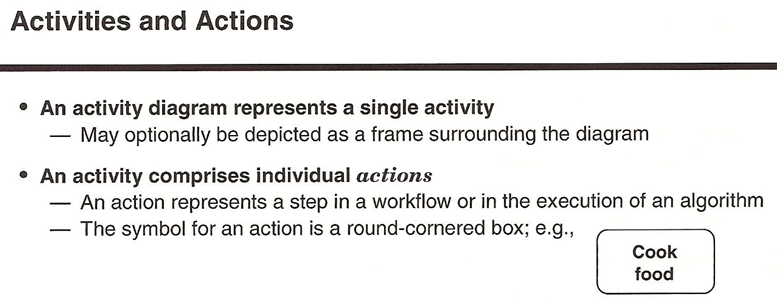 Activities and Actions
• An activity diagram represents a single activity
— May optionally be depicted as a frame surrounding the diagram
• An activity comprises individual actions
— An action represents a step in a workflow or in the execution of an algorithm
— The symbol for an action is a round-cornered box; e.g.,
Cook
food